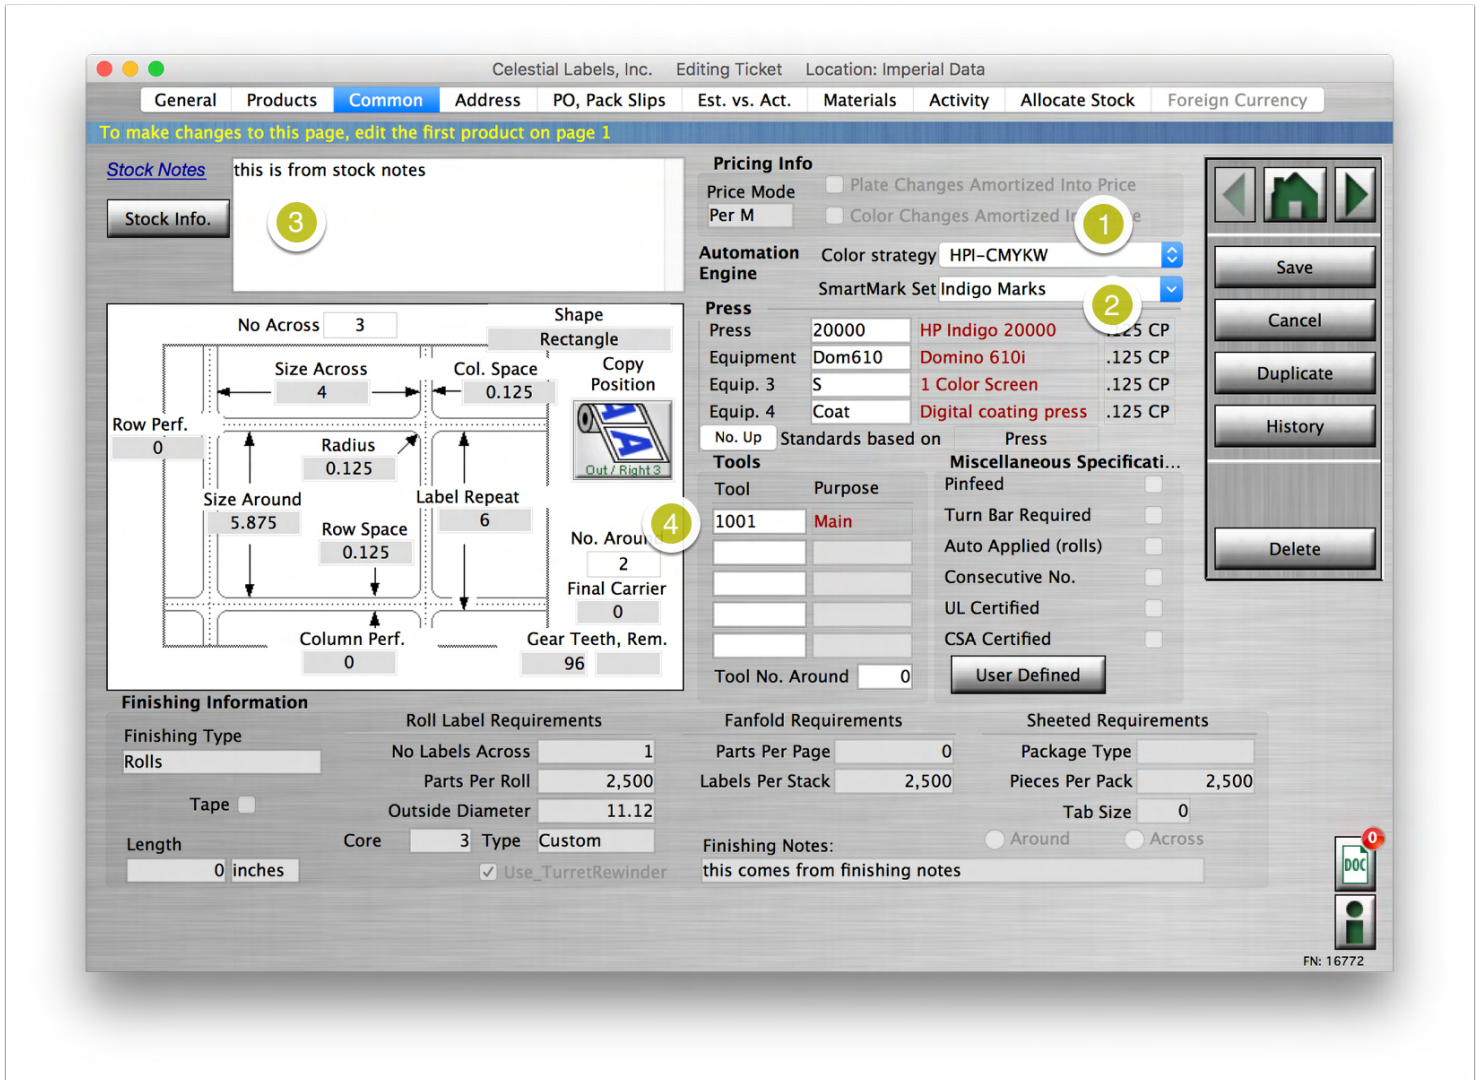 Celestial Labels, Inc. Editing Ticket Location: Imperial Data
General Products Common Address PO, Pack Slips Est. vs. Act. Materials Activity Allocate Stock Foreign Currency
To make changes to this page, edit the first product on page 1
Stock Notes
Stock Info.
this is from stock notes
3
Pricing Info
Price Mode
Per M
Plate Changes Amortized Into Price
Color Changes Amortized
1
Automation
Engine
Color strategy HPI-CMYKW
SmartMark Set Indigo Marks
2
Press
Press 20000 HP Indigo 20000 .125 CP
Equipment Dom610 Domino 610i .125 CP
Equip. 3 S 1 Color Screen .125 CP
Equip. 4 Coat Digital coating press .125 CP
No. Up Standards based on Press
Save
Cancel
Duplicate
History
Delete
No Across 3
Shape
Rectangle
Size Across
4
Col. Space
0.125
Copy
Position
Out / Right 3
Row Perf.
0
Radius
0.125
Size Around
5.875
Label Repeat
6
Row Space
0.125
No. Around
2
Final Carrier
0
Column Perf.
0
Gear Teeth, Rem.
96
4
Tools
Tool Purpose
1001 Main
Tool No. Around 0
Miscellaneous Specificati...
Pinfeed
Turn Bar Required
Auto Applied (rolls)
Consecutive No.
UL Certified
CSA Certified
User Defined
Finishing Information
Finishing Type
Rolls
Tape
Length
0 inches
Roll Label Requirements
No Labels Across 1
Parts Per Roll 2,500
Outside Diameter 11.12
Core 3 Type Custom
Use_TurretRewinder
Fanfold Requirements
Parts Per Page 0
Labels Per Stack 2,500
Sheeted Requirements
Package Type
Pieces Per Pack 2,500
Tab Size 0
Around Across
Finishing Notes:
this comes from finishing notes
0
DOC
FN: 16772